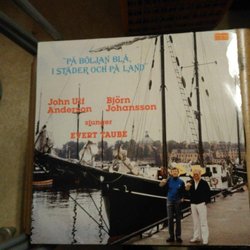 "PÅ BÖLJAN BLÅ,
I STÄDER OCH PÅ LAND"
John Ulf Anderson
Björn Johansson
sjunger
EVERT TAUBE